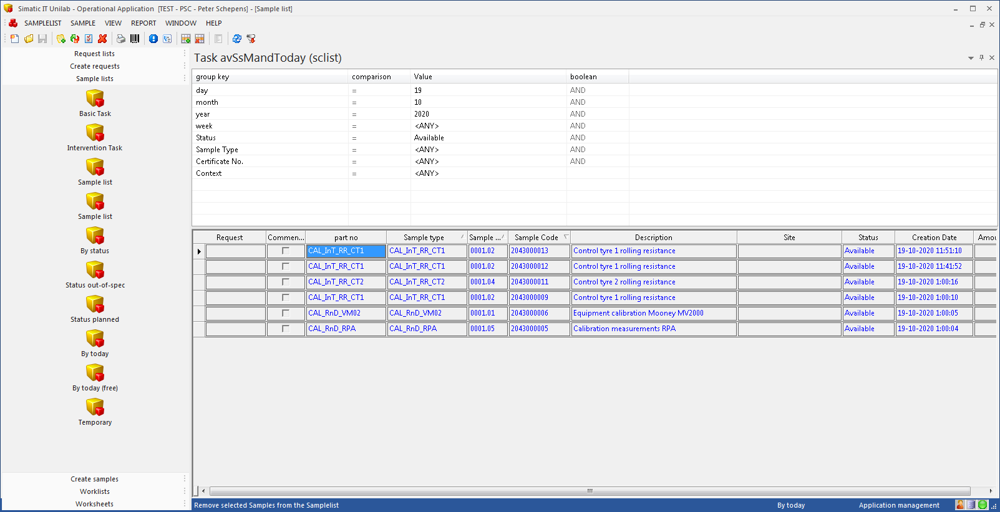 Simatic IT Unilab - Operational Application [TEST - PSC - Peter Schepens] - [Sample list]
SAMPLELIST SAMPLE VIEW REPORT WINDOW HELP
Request lists
Create requests
Sample lists
Basic Task
Intervention Task
Sample list
Sample list
By status
Status out-of-spec
Status planned
By today
By today (free)
Temporary
Create samples
Worklists
Worksheets
Task avSsMandToday (sclist)
group key comparison Value boolean
day = 19 AND
month = 10 AND
year = 2020 AND
week = <ANY> AND
Status = Available AND
Sample Type = <ANY> AND
Certificate No. = <ANY> AND
Context = <ANY>
Request Commen... part no Sample type Sample ... Sample Code Description Site Status Creation Date Amou
CAL_InT_RR_CT1 CAL_InT_RR_CT1 0001.02 2043000013 Control tyre 1 rolling resistance Available 19-10-2020 11:51:10
CAL_InT_RR_CT1 CAL_InT_RR_CT1 0001.02 2043000012 Control tyre 1 rolling resistance Available 19-10-2020 11:41:52
CAL_InT_RR_CT2 CAL_InT_RR_CT2 0001.04 2043000011 Control tyre 2 rolling resistance Available 19-10-2020 1:00:16
CAL_InT_RR_CT1 CAL_InT_RR_CT1 0001.02 2043000009 Control tyre 1 rolling resistance Available 19-10-2020 1:00:10
CAL_RnD_VM02 CAL_RnD_VM02 0001.01 2043000006 Equipment calibration Mooney MV2000 Available 19-10-2020 1:00:05
CAL_RnD_RPA CAL_RnD_RPA 0001.05 2043000005 Calibration measurements RPA Available 19-10-2020 1:00:04
Remove selected Samples from the Samplelist By today Application management